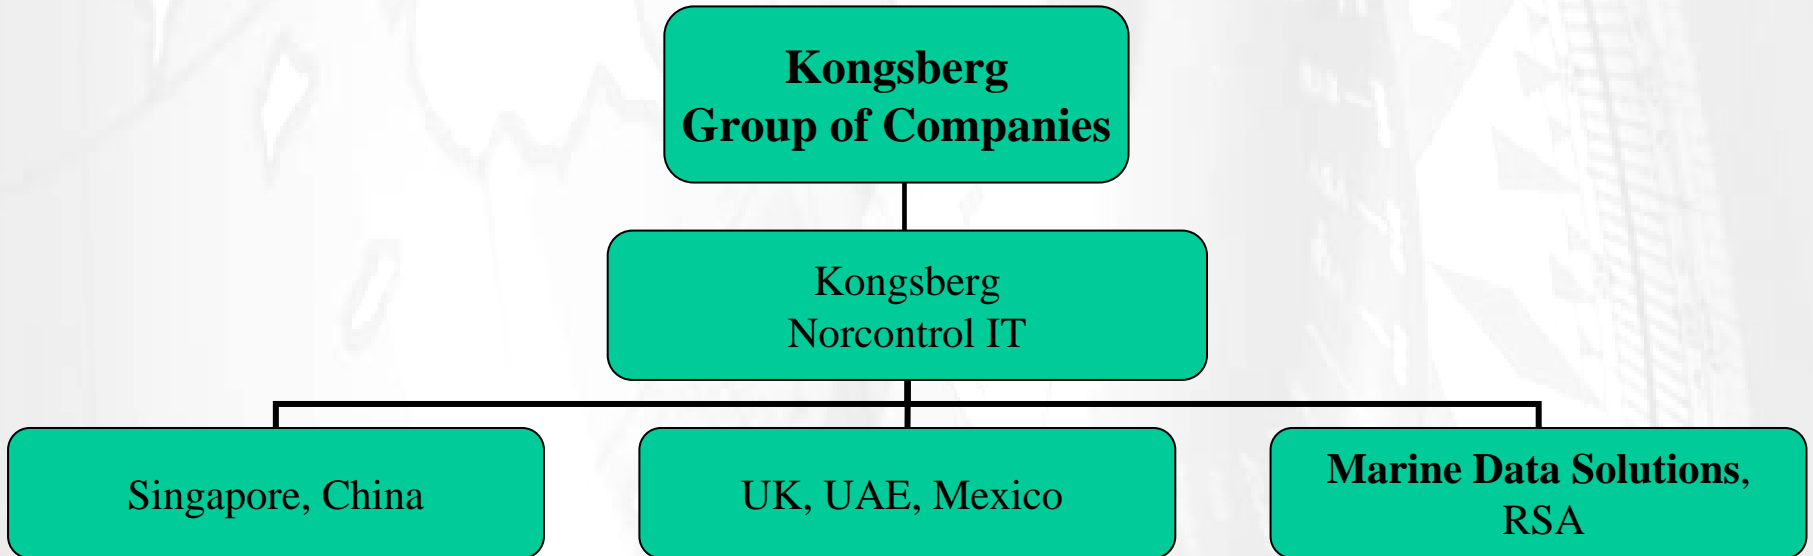 Kongsberg
Group of Companies
Kongsberg
Norcontrol IT
Singapore, China
UK, UAE, Mexico
Marine Data Solutions,
RSA